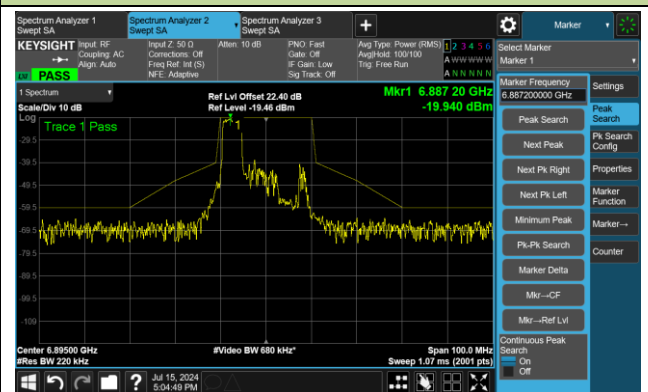 Spectrum Analyzer 1
Swept SA
Spectrum Analyzer 2
Swept SA
Spectrum Analyzer 3
Swept SA
+
Marker
KEYSIGHT
Input: RF
Coupling: AC
Align: Auto
Input Z: 50 Ω
Corrections: Off
Freq Ref: Int (S)
NFE: Adaptive
Atten: 10 dB
PNO: Fast
Gate: Off
IF Gain: Low
Sig Track: Off
Avg Type: Power (RMS)
Avg|Hold: 100/100
Trig: Free Run
1 2 3 4 5 6
A W W W W W
A N N N N N
LXI PASS
Select Marker
Marker 1
1 Spectrum
Scale/Div 10 dB
Ref Lvl Offset 22.40 dB
Ref Level -19.46 dBm
Mkr1 6.887 20 GHz
-19.940 dBm
Log
Trace 1 Pass
1
-29.5
-39.5
-49.5
-59.5
-69.5
-79.5
-89.5
-99.5
-109
Center 6.89500 GHz
#Res BW 220 kHz
#Video BW 680 kHz*
Span 100.0 MHz
Sweep 1.07 ms (2001 pts)
Marker Frequency
6.887200000 GHz
Peak Search
Next Peak
Next Pk Right
Next Pk Left
Minimum Peak
Pk-Pk Search
Marker Delta
Mkr→CF
Mkr→Ref Lvl
Continuous Peak
Search
On
Off
Settings
Peak
Search
Pk Search
Config
Properties
Marker
Function
Marker→
Counter
?
Jul 15, 2024
5:04:49 PM